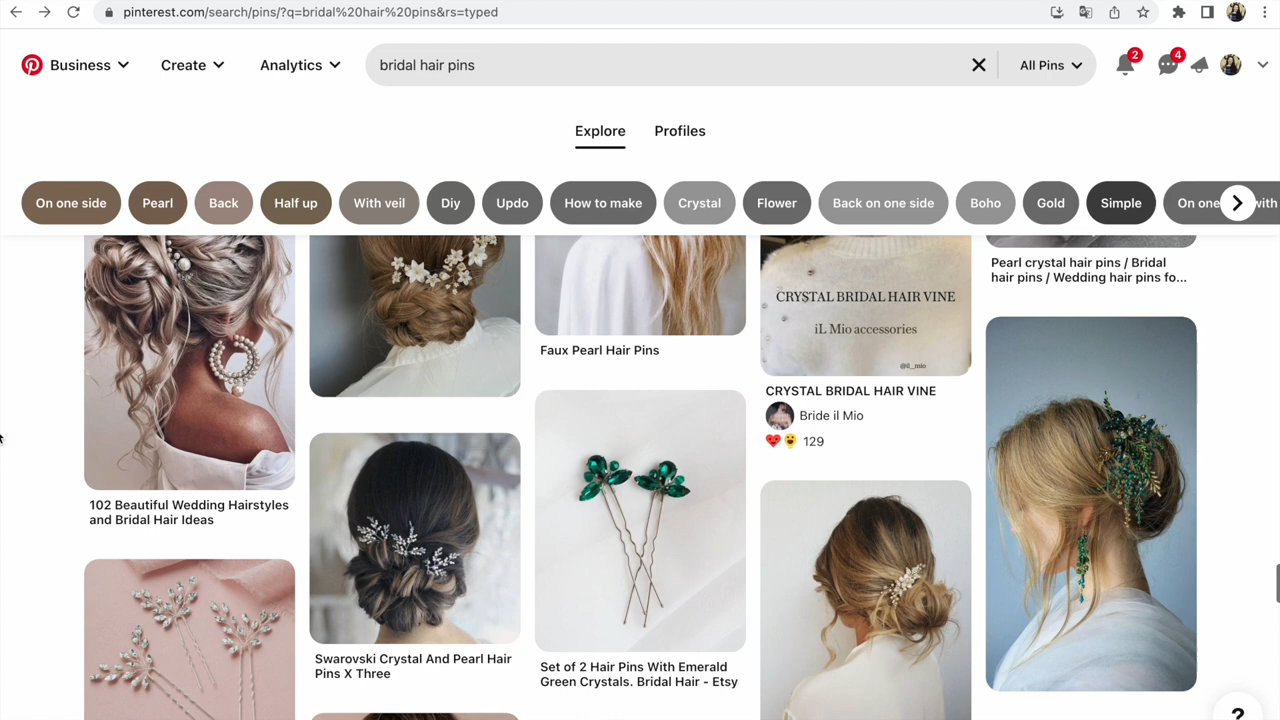 pinterest.com/search/pins/?q=bridal%20hair%20pins&rs=typed
Business
Create
Analytics
bridal hair pins
All Pins
2
4
Explore
Profiles
On one side
Pearl
Back
Half up
With veil
Diy
Updo
How to make
Crystal
Flower
Back on one side
Boho
Gold
Simple
On one
with
Pearl crystal hair pins / Bridal
hair pins / Wedding hair pins fo...
CRYSTAL BRIDAL HAIR VINE
iL Mio accessories
@il_mio
Faux Pearl Hair Pins
CRYSTAL BRIDAL HAIR VINE
Bride il Mio
129
102 Beautiful Wedding Hairstyles
and Bridal Hair Ideas
Swarovski Crystal And Pearl Hair
Pins X Three
Set of 2 Hair Pins With Emerald
Green Crystals. Bridal Hair - Etsy
?